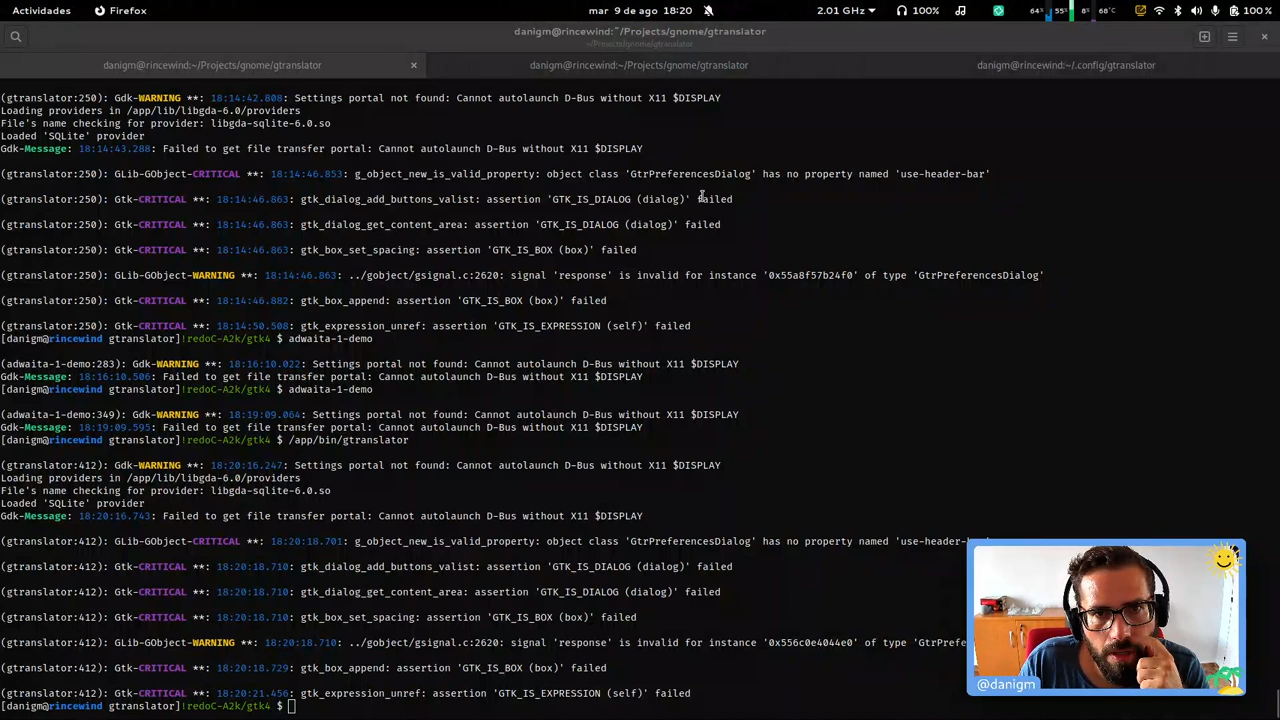 Actividades Firefox mar 9 de ago 18:20 2.01 GHz 100% 64% 55% 8% 68°C 100 %
danigm@rincewind:~/Projects/gnome/gtranslator
~/Projects/gnome/gtranslator
danigm@rincewind:~/Projects/gnome/gtranslator danigm@rincewind:~/Projects/gnome/gtranslator danigm@rincewind:~/.config/gtranslator
(gtranslator:250): Gdk-WARNING **: 18:14:42.808: Settings portal not found: Cannot autolaunch D-Bus without X11 $DISPLAY
Loading providers in /app/lib/libgda-6.0/providers
File's name checking for provider: libgda-sqlite-6.0.so
Loaded 'SQLite' provider
Gdk-Message: 18:14:43.288: Failed to get file transfer portal: Cannot autolaunch D-Bus without X11 $DISPLAY
(gtranslator:250): GLib-GObject-CRITICAL **: 18:14:46.853: g_object_new_is_valid_property: object class 'GtrPreferencesDialog' has no property named 'use-header-bar'
(gtranslator:250): Gtk-CRITICAL **: 18:14:46.863: gtk_dialog_add_buttons_valist: assertion 'GTK_IS_DIALOG (dialog)' failed
(gtranslator:250): Gtk-CRITICAL **: 18:14:46.863: gtk_dialog_get_content_area: assertion 'GTK_IS_DIALOG (dialog)' failed
(gtranslator:250): Gtk-CRITICAL **: 18:14:46.863: gtk_box_set_spacing: assertion 'GTK_IS_BOX (box)' failed
(gtranslator:250): GLib-GObject-WARNING **: 18:14:46.863: ../gobject/gsignal.c:2620: signal 'response' is invalid for instance '0x55a8f57b24f0' of type 'GtrPreferencesDialog'
(gtranslator:250): Gtk-CRITICAL **: 18:14:46.882: gtk_box_append: assertion 'GTK_IS_BOX (box)' failed
(gtranslator:250): Gtk-CRITICAL **: 18:14:50.508: gtk_expression_unref: assertion 'GTK_IS_EXPRESSION (self)' failed
[danigm@rincewind gtranslator]!redoC-A2k/gtk4 $ adwaita-1-demo
(adwaita-1-demo:283): Gdk-WARNING **: 18:16:10.022: Settings portal not found: Cannot autolaunch D-Bus without X11 $DISPLAY
Gdk-Message: 18:16:10.506: Failed to get file transfer portal: Cannot autolaunch D-Bus without X11 $DISPLAY
[danigm@rincewind gtranslator]!redoC-A2k/gtk4 $ adwaita-1-demo
(adwaita-1-demo:349): Gdk-WARNING **: 18:19:09.064: Settings portal not found: Cannot autolaunch D-Bus without X11 $DISPLAY
Gdk-Message: 18:19:09.595: Failed to get file transfer portal: Cannot autolaunch D-Bus without X11 $DISPLAY
[danigm@rincewind gtranslator]!redoC-A2k/gtk4 $ /app/bin/gtranslator
(gtranslator:412): Gdk-WARNING **: 18:20:16.247: Settings portal not found: Cannot autolaunch D-Bus without X11 $DISPLAY
Loading providers in /app/lib/libgda-6.0/providers
File's name checking for provider: libgda-sqlite-6.0.so
Loaded 'SQLite' provider
Gdk-Message: 18:20:16.743: Failed to get file transfer portal: Cannot autolaunch D-Bus without X11 $DISPLAY
(gtranslator:412): GLib-GObject-CRITICAL **: 18:20:18.701: g_object_new_is_valid_property: object class 'GtrPreferencesDialog' has no property named 'use-header-
(gtranslator:412): Gtk-CRITICAL **: 18:20:18.710: gtk_dialog_add_buttons_valist: assertion 'GTK_IS_DIALOG (dialog)' failed
(gtranslator:412): Gtk-CRITICAL **: 18:20:18.710: gtk_dialog_get_content_area: assertion 'GTK_IS_DIALOG (dialog)' failed
(gtranslator:412): Gtk-CRITICAL **: 18:20:18.710: gtk_box_set_spacing: assertion 'GTK_IS_BOX (box)' failed
(gtranslator:412): GLib-GObject-WARNING **: 18:20:18.710: ../gobject/gsignal.c:2620: signal 'response' is invalid for instance '0x556c0e4044e0' of type 'GtrPrefe
(gtranslator:412): Gtk-CRITICAL **: 18:20:18.729: gtk_box_append: assertion 'GTK_IS_BOX (box)' failed
(gtranslator:412): Gtk-CRITICAL **: 18:20:21.456: gtk_expression_unref: assertion 'GTK_IS_EXPRESSION (self)' failed
[danigm@rincewind gtranslator]!redoC-A2k/gtk4 $
@danigm